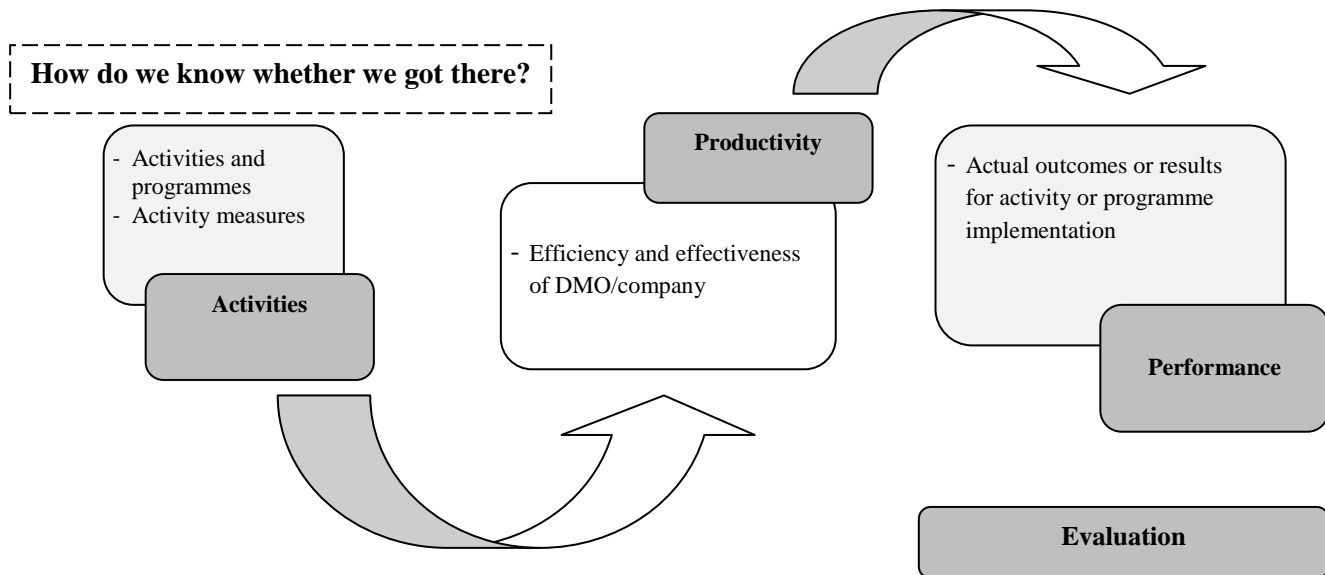 How do we know whether we got there?
- Activities and
programmes
- Activity measures
Activities
Productivity
- Efficiency and effectiveness
of DMO/company
- Actual outcomes or results
for activity or programme
implementation
Performance
Evaluation